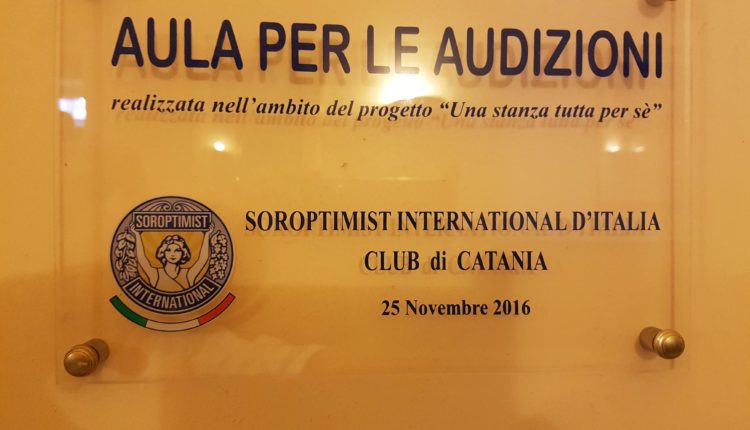 AULA PER LE AUDIZIONI
realizzata nell'ambito del progetto “Una stanza tutta per sè”
SOROPTIMIST
INTERNATIONAL
SOROPTIMIST INTERNATIONAL D'ITALIA
CLUB di CATANIA
25 Novembre 2016